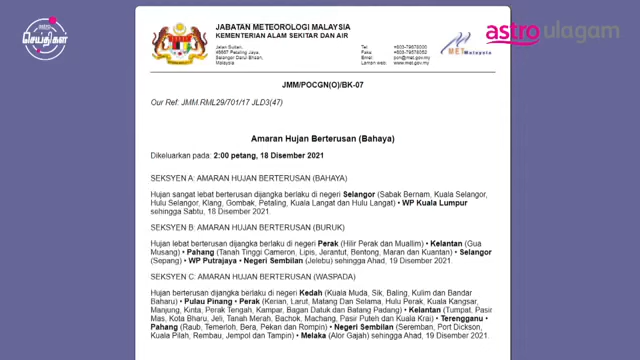 செய்திகள்
astro ulagam
JABATAN METEOROLOGI MALAYSIA
KEMENTERIAN ALAM SEKITAR DAN AIR
Jalan Sultan,
46667 Petaling Jaya,
Selangor Darul Ehsan,
Malaysia
Tel: +603-79678000
Faks: +603-79578052
Emel: pcn@met.gov.my
Laman web: www.met.gov.my
MET Malaysia
JMM/POCGN(O)/BK-07
Our Ref: JMM.RML29/701/17 JLD3(47)
Amaran Hujan Berterusan (Bahaya)
Dikeluarkan pada: 2:00 petang, 18 Disember 2021
SEKSYEN A: AMARAN HUJAN BERTERUSAN (BAHAYA)
Hujan sangat lebat berterusan dijangka berlaku di negeri Selangor (Sabak Bernam, Kuala Selangor,
Hulu Selangor, Klang, Gombak, Petaling, Kuala Langat dan Hulu Langat) • WP Kuala Lumpur
sehingga Sabtu, 18 Disember 2021.
SEKSYEN B: AMARAN HUJAN BERTERUSAN (BURUK)
Hujan lebat berterusan dijangka berlaku di negeri Perak (Hilir Perak dan Muallim) • Kelantan (Gua
Musang) • Pahang (Tanah Tinggi Cameron, Lipis, Jerantut, Bentong, Maran dan Kuantan) • Selangor
(Sepang) • WP Putrajaya • Negeri Sembilan (Jelebu) sehingga Ahad, 19 Disember 2021.
SEKSYEN C: AMARAN HUJAN BERTERUSAN (WASPADA)
Hujan berterusan dijangka berlaku di negeri Kedah (Kuala Muda, Sik, Baling, Kulim dan Bandar
Baharu) • Pulau Pinang • Perak (Kerian, Larut, Matang Dan Selama, Hulu Perak, Kuala Kangsar,
Manjung, Kinta, Perak Tengah, Kampar, Bagan Datuk dan Batang Padang) • Kelantan (Tumpat, Pasir
Mas, Kota Bharu, Jeli, Tanah Merah, Bachok, Machang, Pasir Puteh dan Kuala Krai) • Terengganu •
Pahang (Raub, Temerloh, Bera, Pekan dan Rompin) • Negeri Sembilan (Seremban, Port Dickson,
Kuala Pilah, Rembau, Jempol dan Tampin) • Melaka (Alor Gajah) sehingga Ahad, 19 Disember 2021.